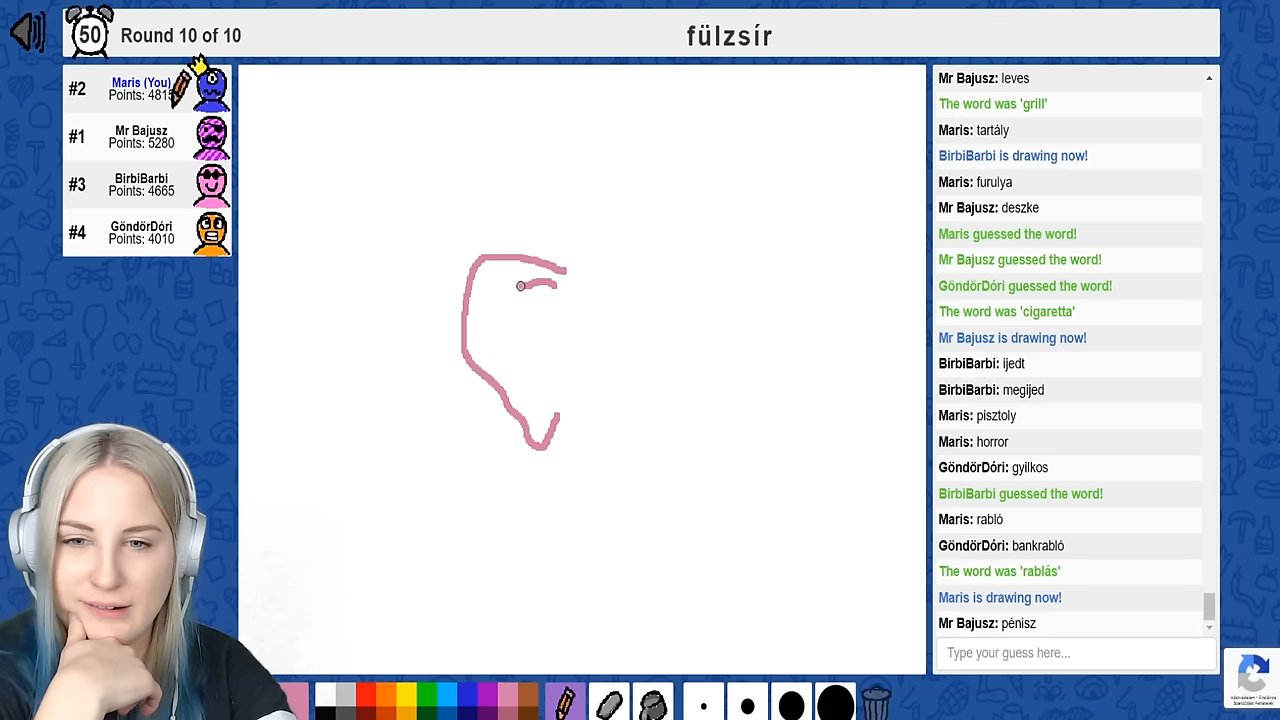 50
Round 10 of 10
fülzsír
#2
Maris (You)
Points: 4815
#1
Mr Bajusz
Points: 5280
#3
BirbiBarbi
Points: 4665
#4
GöndörDóri
Points: 4010
Mr Bajusz: leves
The word was 'grill'
Maris: tartály
BirbiBarbi is drawing now!
Maris: furulya
Mr Bajusz: deszke
Maris guessed the word!
Mr Bajusz guessed the word!
GöndörDóri guessed the word!
The word was 'cigaretta'
Mr Bajusz is drawing now!
BirbiBarbi: ijedt
BirbiBarbi: megijed
Maris: pisztoly
Maris: horror
GöndörDóri: gyilkos
BirbiBarbi guessed the word!
Maris: rabló
GöndörDóri: bankrabló
The word was 'rablás'
Maris is drawing now!
Mr Bajusz: pénisz
Type your guess here...